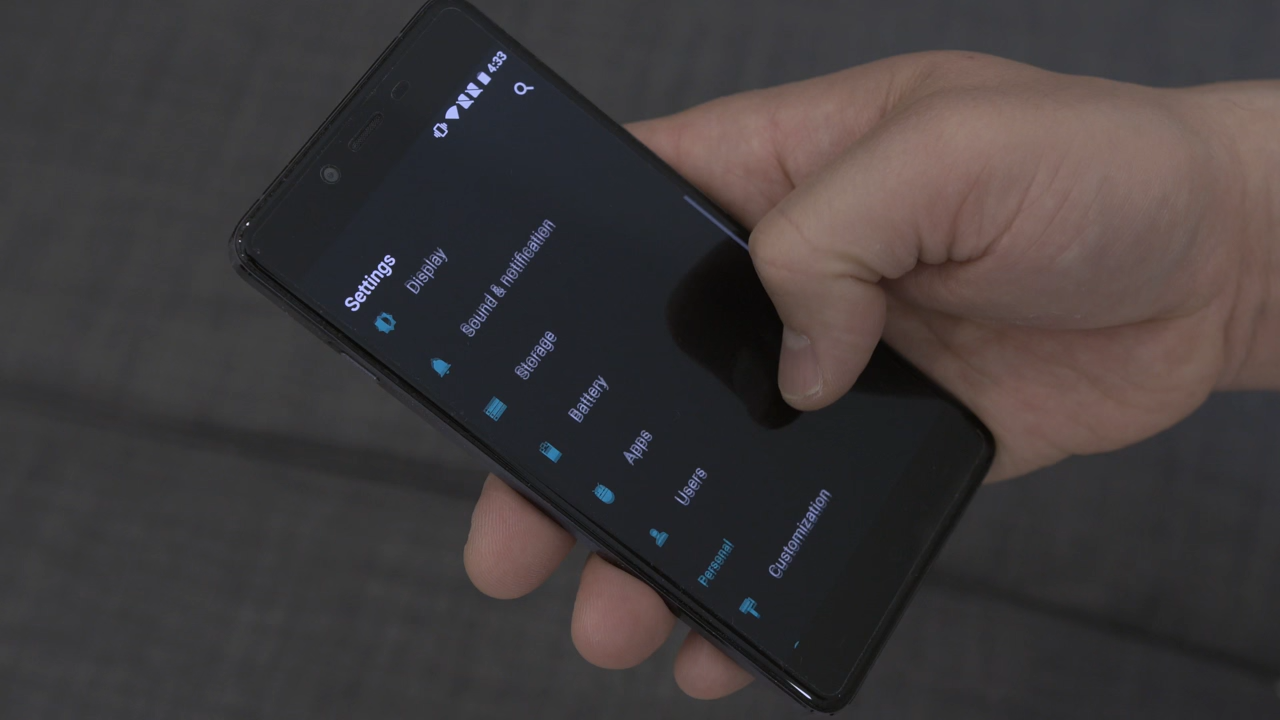 4:33
Settings
Display
Sound & notification
Storage
Battery
Apps
Users
Personal
Customization